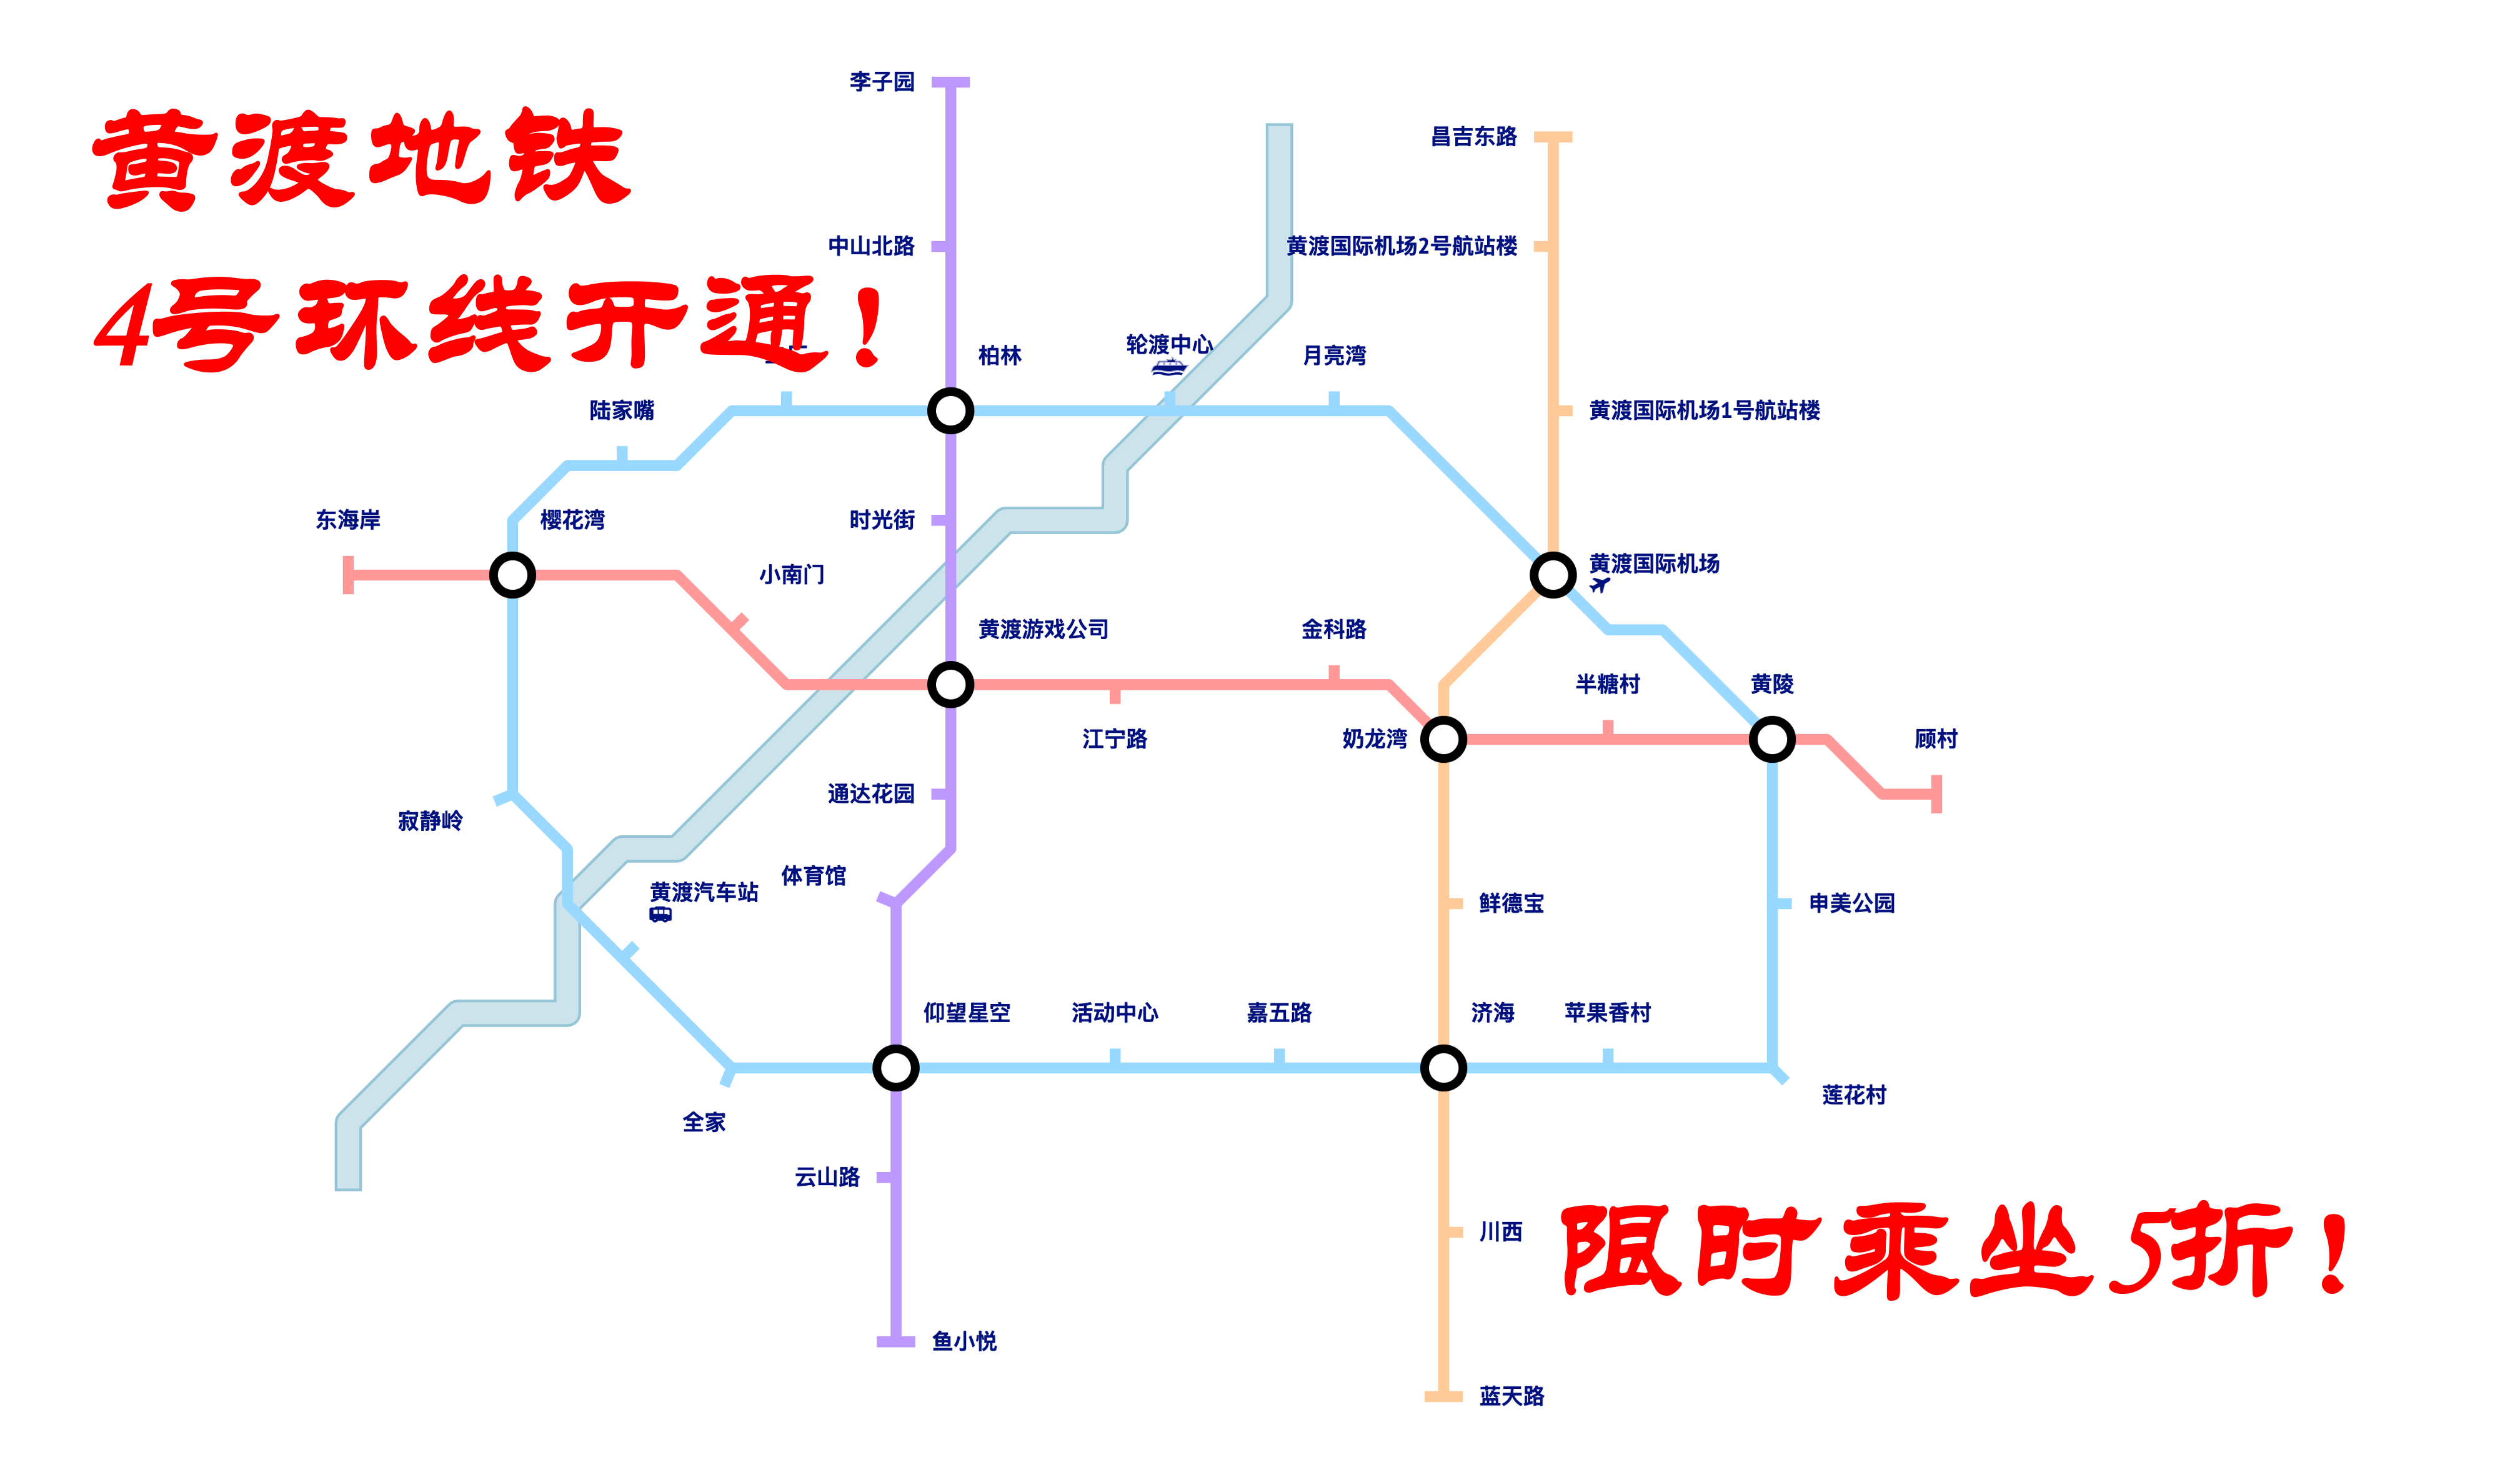 李子园
昌吉东路
黄渡地铁
中山北路
黄渡国际机场2号航站楼
4号环线开通!
轮渡中心
柏林
月亮湾
陆家嘴
黄渡国际机场1号航站楼
东海岸
樱花湾
时光街
小南门
黄渡国际机场
黄渡游戏公司
金科路
半糖村
黄陵
江宁路
奶龙湾
顾村
通达花园
寂静岭
体育馆
黄渡汽车站
鲜德宝
申美公园
仰望星空
活动中心
嘉五路
济海
苹果香村
莲花村
全家
云山路
川西
限时乘坐5折!
鱼小悦
蓝天路